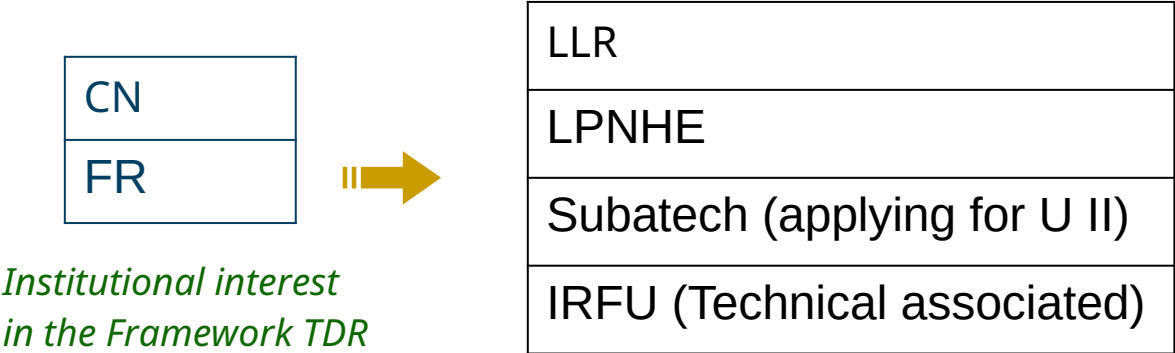 CN
FR
Institutional interest
in the Framework TDR
LLR
LPNHE
Subatech (applying for U II)
IRFU (Technical associated)